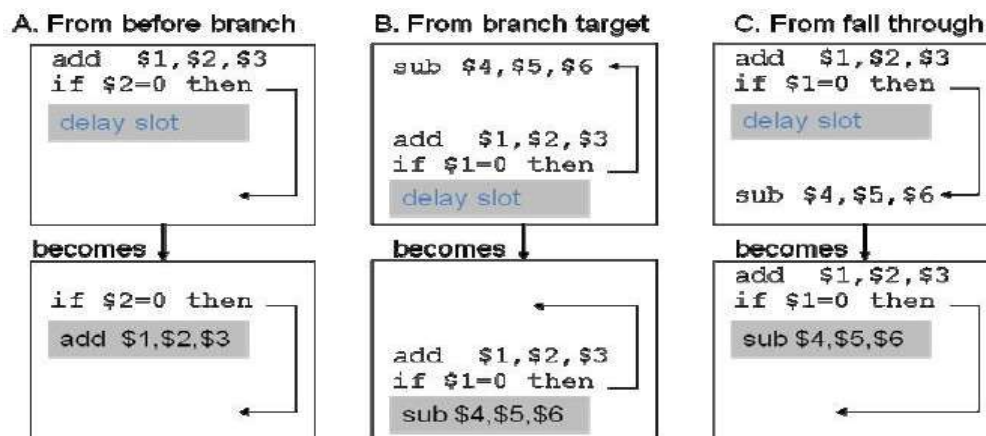 A. From before branch
add $1,$2,$3
if $2=0 then
delay slot
becomes
if $2=0 then
add $1,$2,$3
B. From branch target
sub $4,$5,$6
add $1,$2,$3
if $1=0 then
delay slot
becomes
add $1,$2,$3
if $1=0 then
sub $4,$5,$6
C. From fall through
add $1,$2,$3
if $1=0 then
delay slot
sub $4,$5,$6
becomes
add $1,$2,$3
if $1=0 then
sub $4,$5,$6